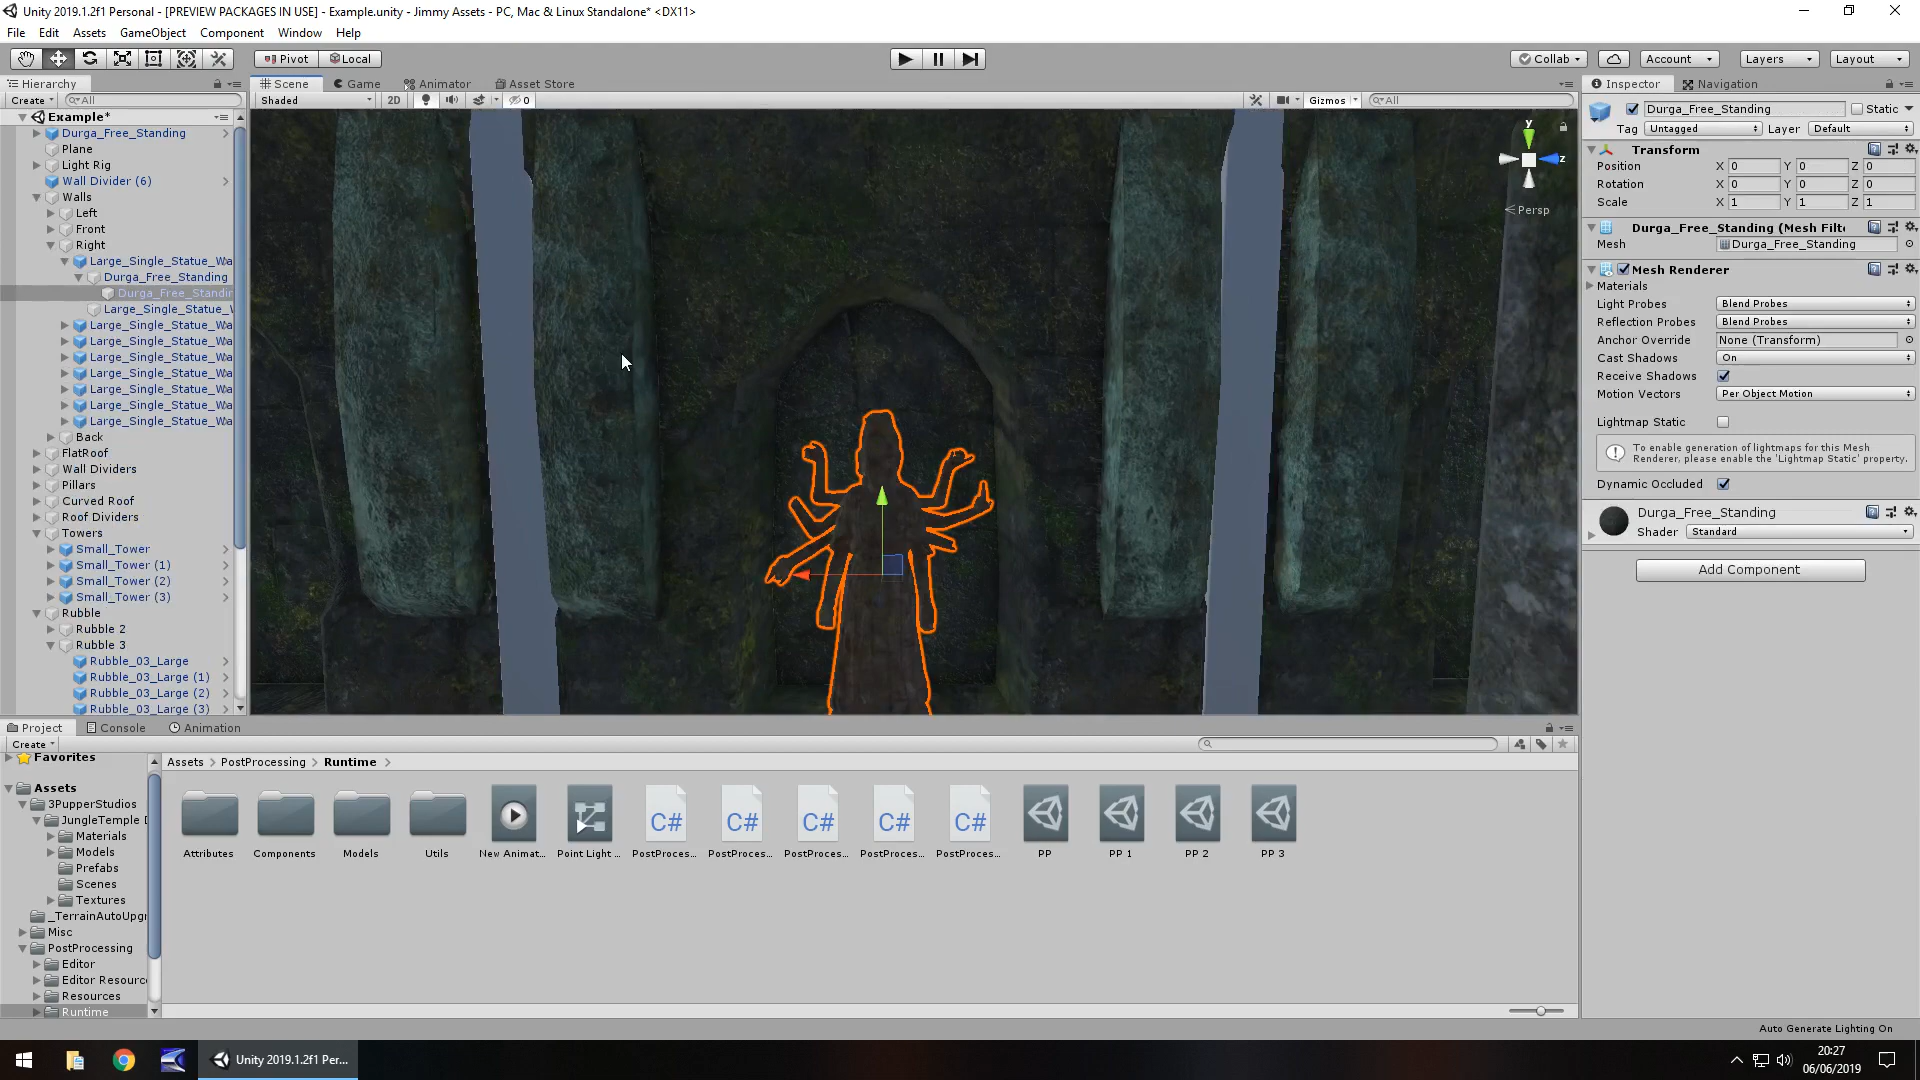 Unity 2019.1.2f1 Personal - [PREVIEW PACKAGES IN USE] - Example.unity - Jimmy Assets - PC, Mac & Linux Standalone* <DX11>
File Edit Assets GameObject Component Window Help
Pivot Local Collab Account Layers Layout
Hierarchy Scene Game Animator Asset Store Inspector Navigation
Create All Shaded 2D 0 Gizmos All
Durga_Free_Standing Static
Tag Untagged Layer Default
Example*
Durga_Free_Standing
Plane
Light Rig
Wall Divider (6)
Walls
Left
Front
Right
Large_Single_Statue_Wa
Durga_Free_Standing
Durga_Free_Standin
Large_Single_Statue_W
Large_Single_Statue_Wa
Large_Single_Statue_Wa
Large_Single_Statue_Wa
Large_Single_Statue_Wa
Large_Single_Statue_Wa
Large_Single_Statue_Wa
Large_Single_Statue_Wa
Back
FlatRoof
Wall Dividers
Pillars
Curved Roof
Roof Dividers
Towers
Small_Tower
Small_Tower (1)
Small_Tower (2)
Small_Tower (3)
Rubble
Rubble 2
Rubble 3
Rubble_03_Large
Rubble_03_Large (1)
Rubble_03_Large (2)
Rubble_03_Large (3)
y
z
Persp
Transform
Position X 0 Y 0 Z 0
Rotation X 0 Y 0 Z 0
Scale X 1 Y 1 Z 1
Durga_Free_Standing (Mesh Filte
Mesh Durga_Free_Standing
Mesh Renderer
Materials
Light Probes Blend Probes
Reflection Probes Blend Probes
Anchor Override None (Transform)
Cast Shadows On
Receive Shadows
Motion Vectors Per Object Motion
Lightmap Static
To enable generation of lightmaps for this Mesh
Renderer, please enable the 'Lightmap Static' property.
Dynamic Occluded
Durga_Free_Standing
Shader Standard
Add Component
Project Console Animation
Create
Favorites
Assets
3PupperStudios
JungleTemple D
Materials
Models
Prefabs
Scenes
Textures
_TerrainAutoUpgr
Misc
PostProcessing
Editor
Editor Resource
Resources
Runtime
Assets > PostProcessing > Runtime >
C# C# C# C# C#
Attributes Components Models Utils New Animat... Point Light ... PostProces... PostProces... PostProces... PostProces... PostProces... PP PP 1 PP 2 PP 3
Auto Generate Lighting On
Unity 2019.1.2f1 Per...
20:27
06/06/2019